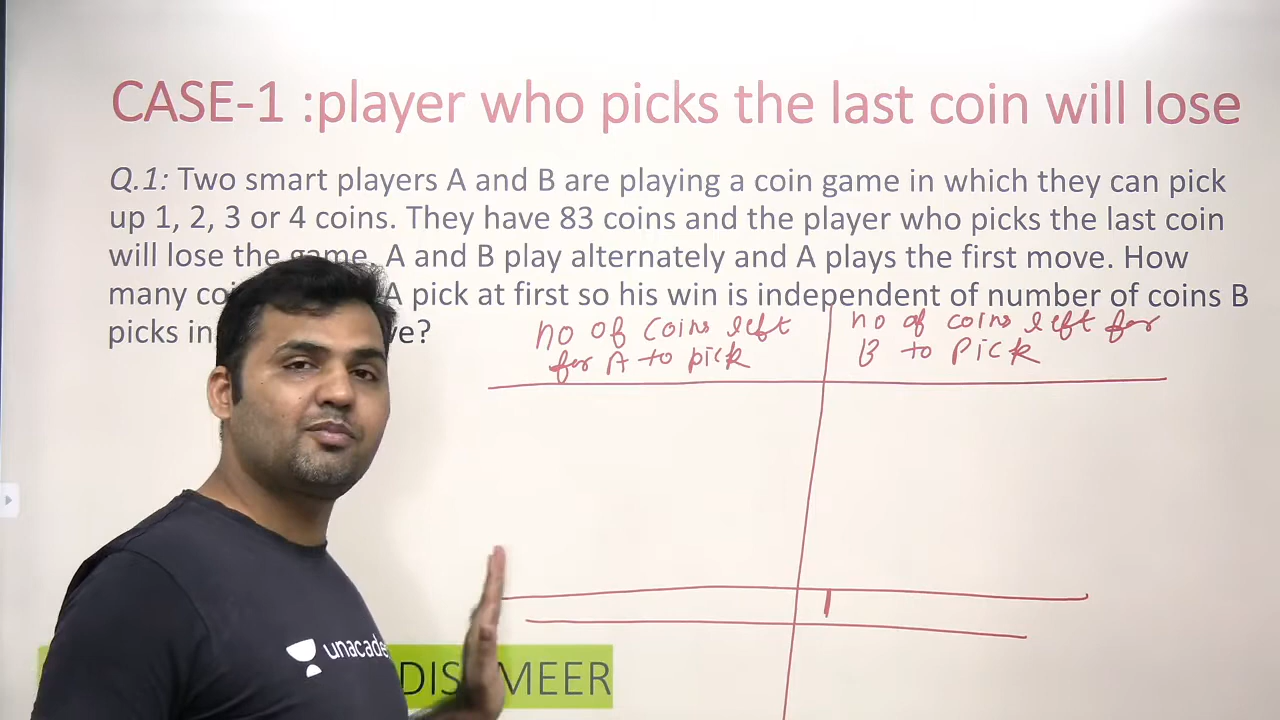 CASE-1 :player who picks the last coin will lose
Q.1: Two smart players A and B are playing a coin game in which they can pick
up 1, 2, 3 or 4 coins. They have 83 coins and the player who picks the last coin
will lose the game. A and B play alternately and A plays the first move. How
many A pick at first so his win is independent of number of coins B
picks in
no of coins left
for A to pick
no of coins left for
B to pick
1
unacade
MEER